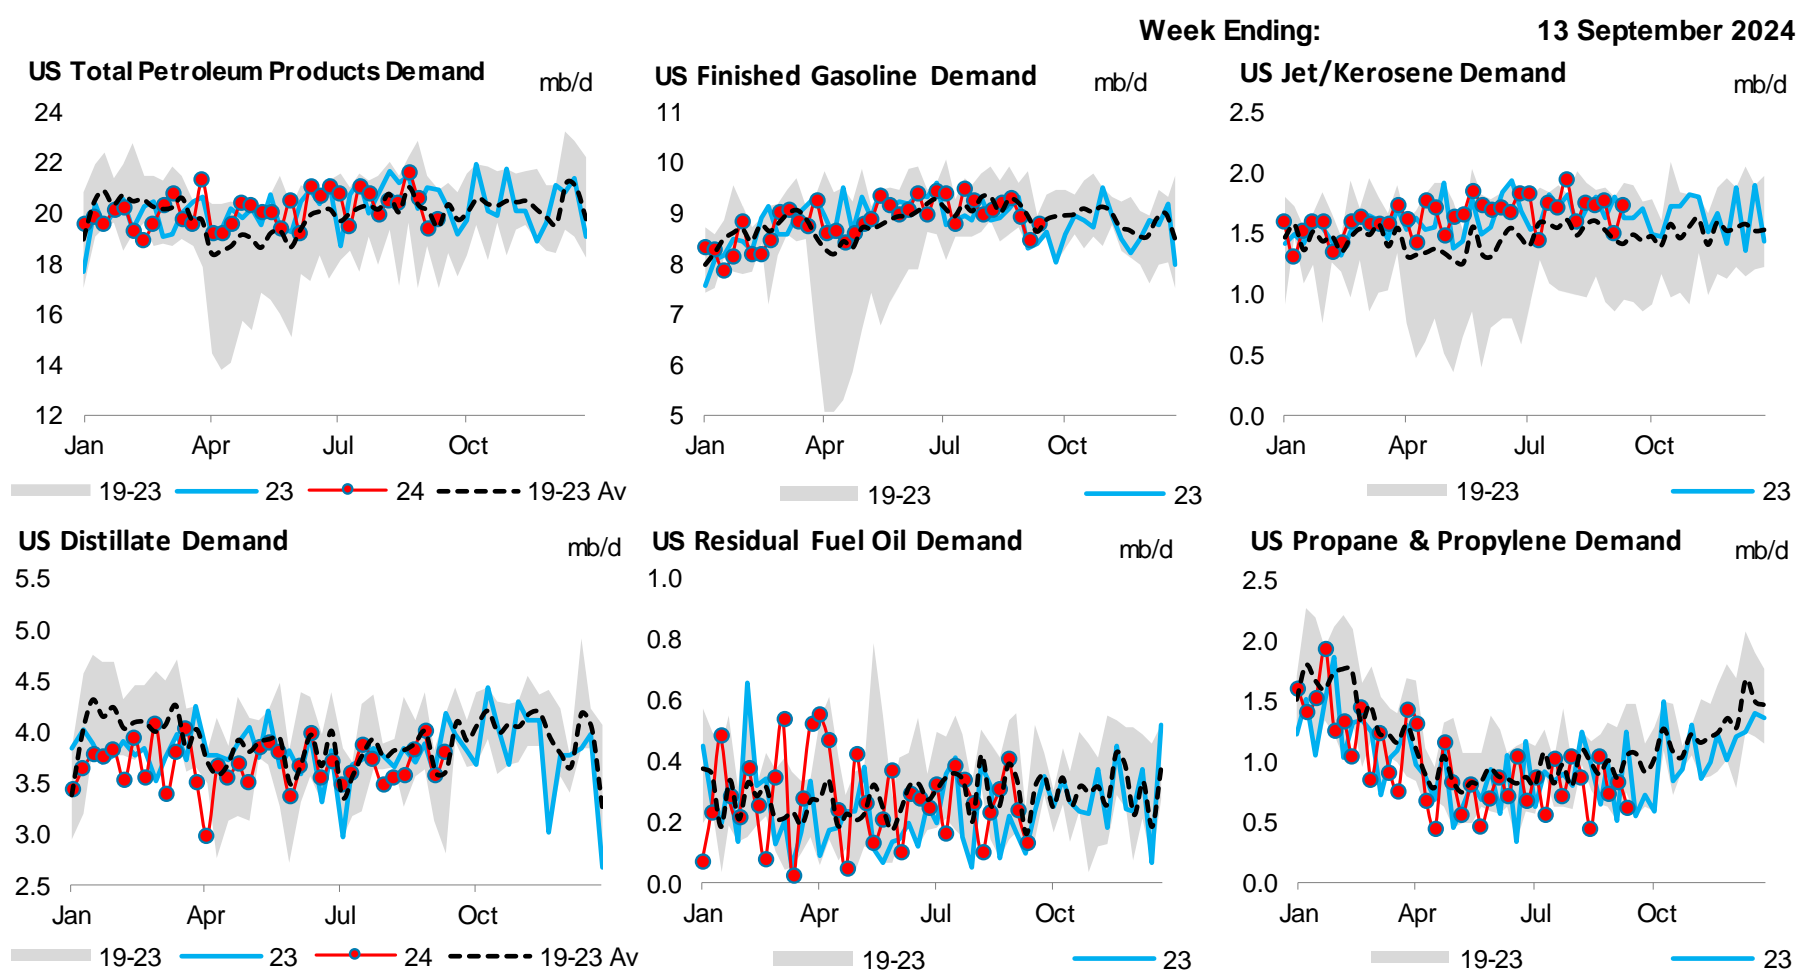 Week Ending: 13 September 2024
US Total Petroleum Products Demand mb/d
24
22
20
18
16
14
12
Jan Apr Jul Oct
19-23 23 24 19-23 Av
US Finished Gasoline Demand mb/d
11
10
9
8
7
6
5
Jan Apr Jul Oct
19-23 23
US Jet/Kerosene Demand mb/d
2.5
2.0
1.5
1.0
0.5
0.0
Jan Apr Jul Oct
19-23 23
US Distillate Demand mb/d
5.5
5.0
4.5
4.0
3.5
3.0
2.5
Jan Apr Jul Oct
19-23 23 24 19-23 Av
US Residual Fuel Oil Demand mb/d
1.0
0.8
0.6
0.4
0.2
0.0
Jan Apr Jul Oct
19-23 23
US Propane & Propylene Demand mb/d
2.5
2.0
1.5
1.0
0.5
0.0
Jan Apr Jul Oct
19-23 23